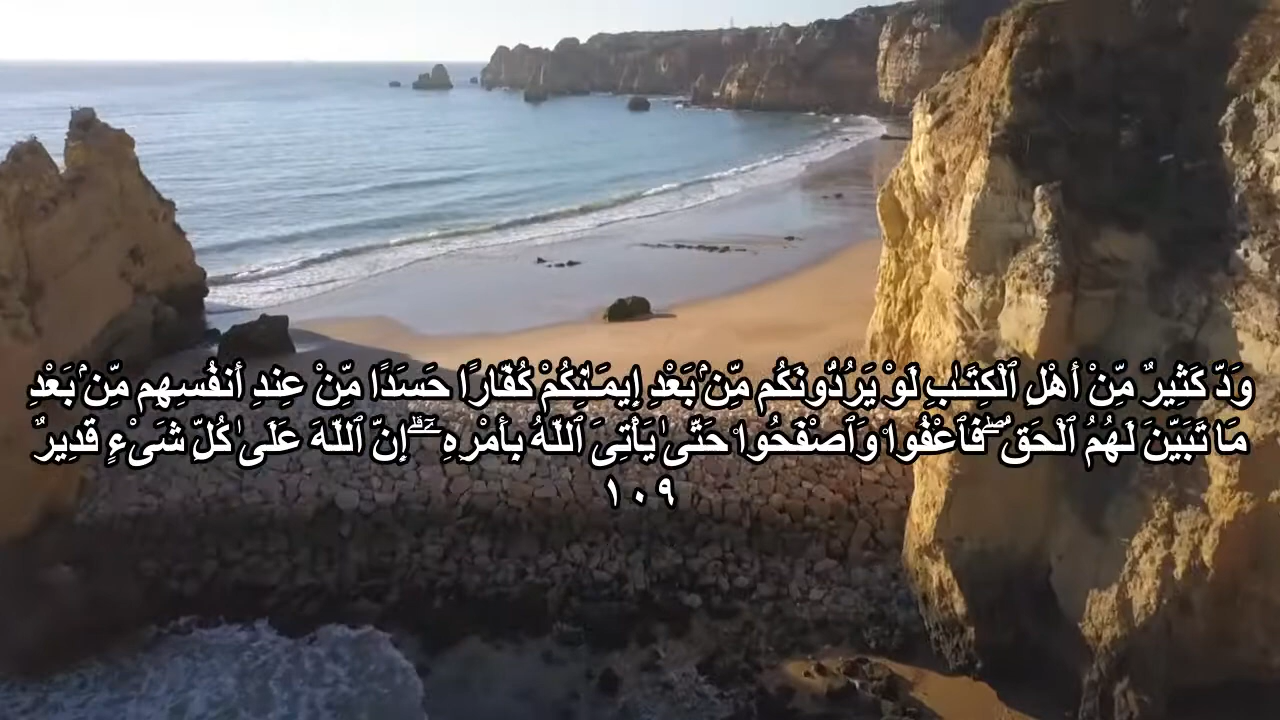 وَدَّ كَثِيرٌ مِّنْ أَهْلِ ٱلْكِتَـٰبِ لَوْ يَرُدُّونَكُم مِّنۢ بَعْدِ إِيمَـٰنِكُمْ كُفَّارًا حَسَدًا مِّنْ عِندِ أَنفُسِهِم مِّنۢ بَعْدِ
مَا تَبَيَّنَ لَهُمُ ٱلْحَقُّ ۖ فَٱعْفُوا۟ وَٱصْفَحُوا۟ حَتَّىٰ يَأْتِىَ ٱللَّهُ بِأَمْرِهِۦٓ ۗ إِنَّ ٱللَّهَ عَلَىٰ كُلِّ شَىْءٍ قَدِيرٌ
١٠٩